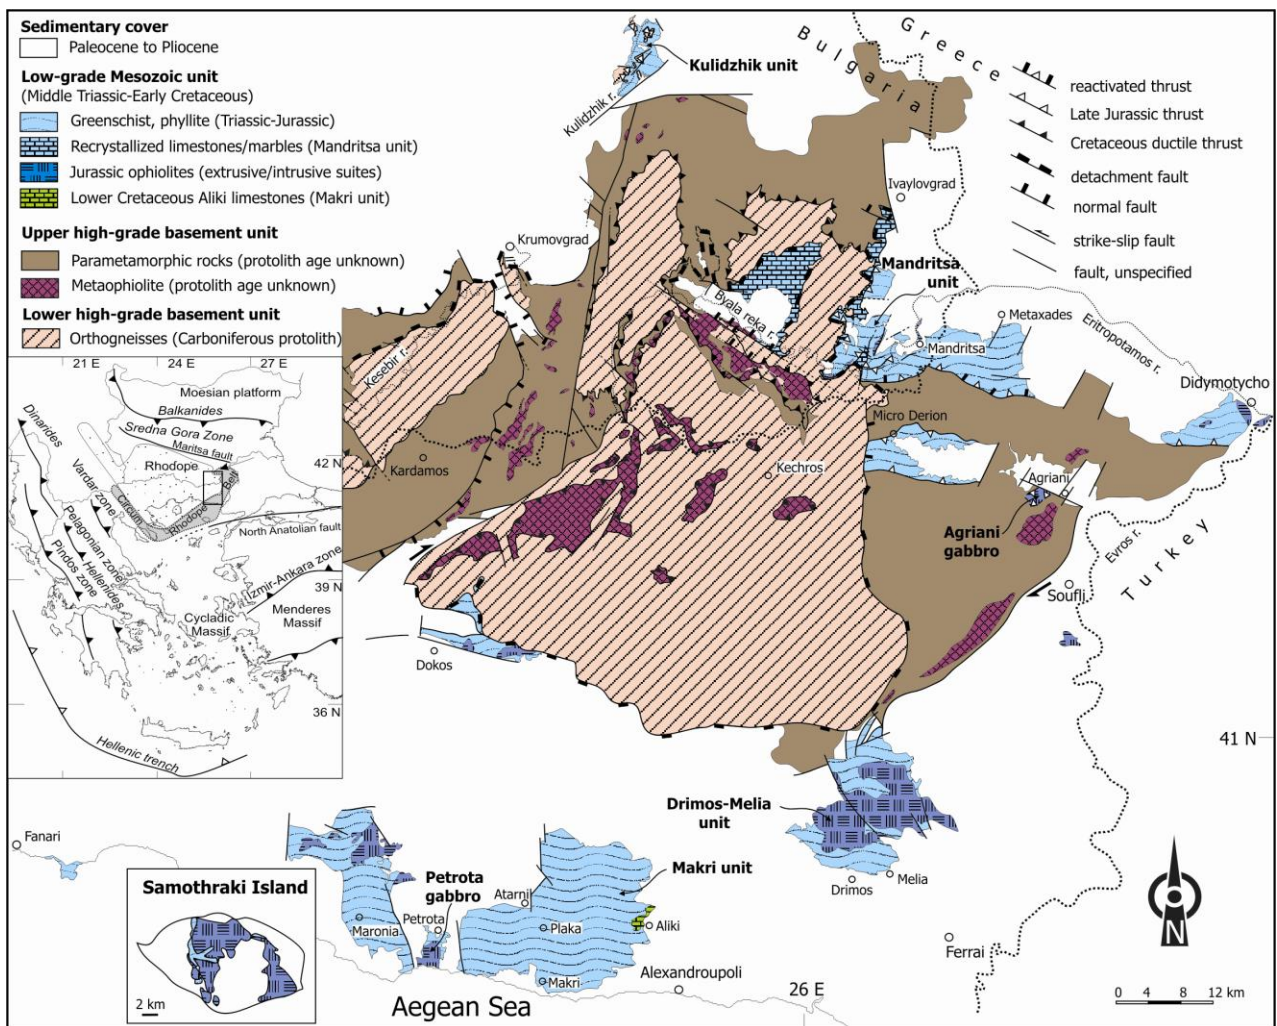 Sedimentary cover
Paleocene to Pliocene
Low-grade Mesozoic unit
(Middle Triassic-Early Cretaceous)
Greenschist, phyllite (Triassic-Jurassic)
Recrystallized limestones/marbles (Mandritsa unit)
Jurassic ophiolites (extrusive/intrusive suites)
Lower Cretaceous Aliki limestones (Makri unit)
Upper high-grade basement unit
Parametamorphic rocks (protolith age unknown)
Metaophiolite (protolith age unknown)
Lower high-grade basement unit
Orthogneisses (Carboniferous protolith)
21 E
24 E
27 E
Moesian platform
Balkanides
Sredna Gora Zone
Maritsa fault
Dinarides
Rhodope
42 N
Vardar zone
Circum
Rhodope
Belt
North Anatolian fault
Pelagonian zone
Pindos zone
Hellenides
Izmir-Ankara zone
39 N
Cycladic
Massif
Menderes
Massif
36 N
Hellenic trench
Kulidzhik unit
Kulidzhik r.
Greece
Bulgaria
reactivated thrust
Late Jurassic thrust
Cretaceous ductile thrust
detachment fault
normal fault
strike-slip fault
fault, unspecified
Ivaylovgrad
Krumovgrad
Mandritsa
unit
Byala reka r.
Metaxades
Eritropotamos r.
Kesebir r.
Mandritsa
Didymotycho
Micro Derion
Kardamos
Kechros
Agriani
Agriani
gabbro
Evros r.
Turkey
Soufli
Dokos
41 N
Drimos-Melia
unit
Fanari
Makri unit
Petrota
gabbro
Drimos
Melia
Samothraki Island
Atarni
Petrota
Maronia
Plaka
Aliki
Ferrai
N
Makri
Alexandroupoli
26 E
2 km
Aegean Sea
0 4 8 12 km